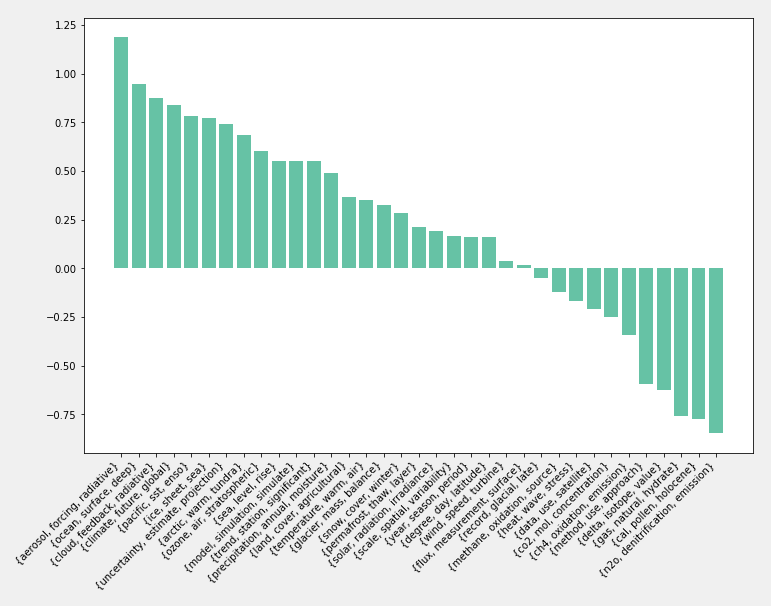 1.25
1.00
0.75
0.50
0.25
0.00
−0.25
−0.50
−0.75
{aerosol, forcing, radiative}
{ocean, surface, deep}
{cloud, feedback, radiative}
{climate, future, global}
{pacific, sst, enso}
{ice, sheet, sea}
{uncertainty, estimate, projection}
{arctic, warm, tundra}
{ozone, air, stratospheric}
{sea, level, rise}
{model, simulation, simulate}
{trend, station, significant}
{precipitation, annual, moisture}
{land, cover, agricultural}
{temperature, warm, air}
{glacier, mass, balance}
{snow, cover, winter}
{permafrost, thaw, layer}
{solar, radiation, irradiance}
{scale, spatial, variability}
{year, season, period}
{degree, day, latitude}
{wind, speed, turbine}
{flux, measurement, surface}
{record, glacial, late}
{methane, oxidation, source}
{heat, wave, stress}
{data, use, satellite}
{co2, mol, concentration}
{ch4, oxidation, emission}
{method, use, approach}
{delta, isotope, value}
{gas, natural, hydrate}
{cal, pollen, holocene}
{n2o, denitrification, emission}